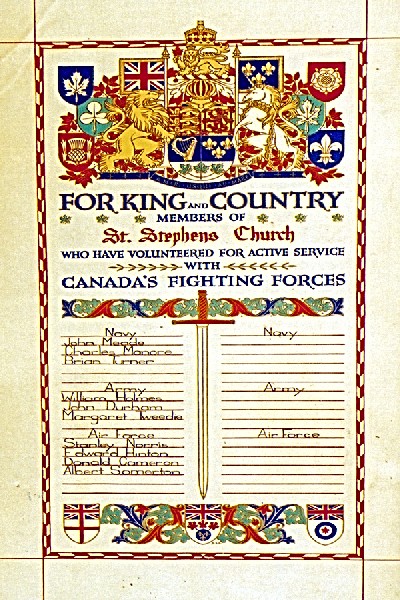 FOR KING AND COUNTRY
MEMBERS OF
St. Stephens Church
WHO HAVE VOLUNTEERED FOR ACTIVE SERVICE
WITH
CANADA'S FIGHTING FORCES
Navy
John Meade
Charles Manore
Brian Turner
Army
William Holmes
John Durham
Margaret Tweedie
Air Force
Stanley Norris
Edward Hinton
Donald Cameron
Albert Somerton
Navy
Army
Air Force